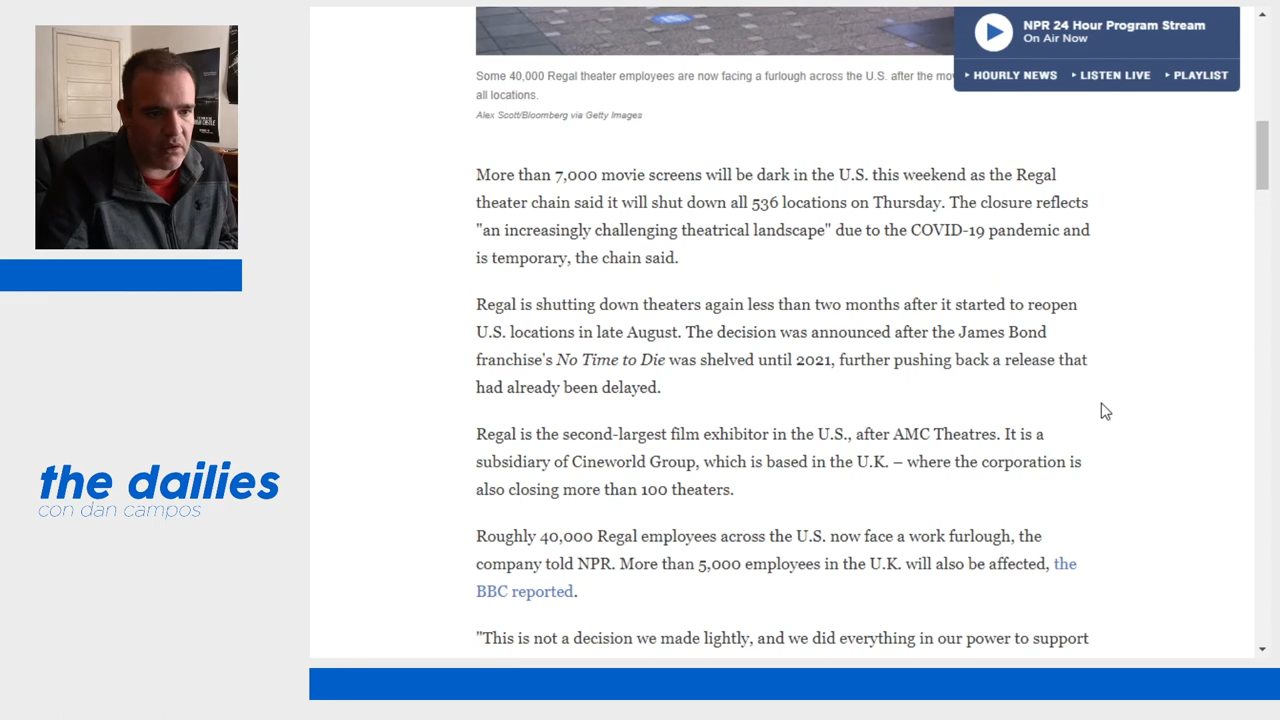 NPR 24 Hour Program Stream
On Air Now
HOURLY NEWS
LISTEN LIVE
PLAYLIST
Some 40,000 Regal theater employees are now facing a furlough across the U.S. after the
all locations.
Alex Scott/Bloomberg via Getty Images
More than 7,000 movie screens will be dark in the U.S. this weekend as the Regal
theater chain said it will shut down all 536 locations on Thursday. The closure reflects
"an increasingly challenging theatrical landscape" due to the COVID-19 pandemic and
is temporary, the chain said.
Regal is shutting down theaters again less than two months after it started to reopen
U.S. locations in late August. The decision was announced after the James Bond
franchise's No Time to Die was shelved until 2021, further pushing back a release that
had already been delayed.
Regal is the second-largest film exhibitor in the U.S., after AMC Theatres. It is a
subsidiary of Cineworld Group, which is based in the U.K. – where the corporation is
also closing more than 100 theaters.
Roughly 40,000 Regal employees across the U.S. now face a work furlough, the
company told NPR. More than 5,000 employees in the U.K. will also be affected, the
BBC reported.
"This is not a decision we made lightly, and we did everything in our power to support
the dailies
con dan campos